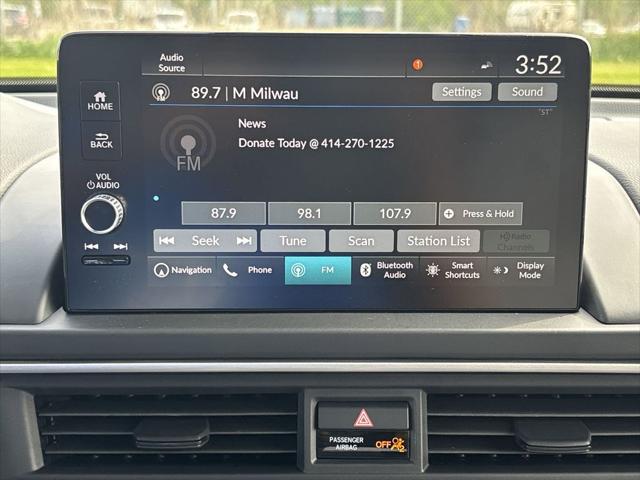 Audio Source
1
3:52
89.7 | M Milwau
Settings
Sound
"ST"
HOME
News
Donate Today @ 414-270-1225
FM
BACK
VOL
AUDIO
87.9
98.1
107.9
Press & Hold
Seek
Tune
Scan
Station List
HD Radio Channels
Navigation
Phone
FM
Bluetooth Audio
Smart Shortcuts
Display Mode
PASSENGER AIRBAG
OFF
2